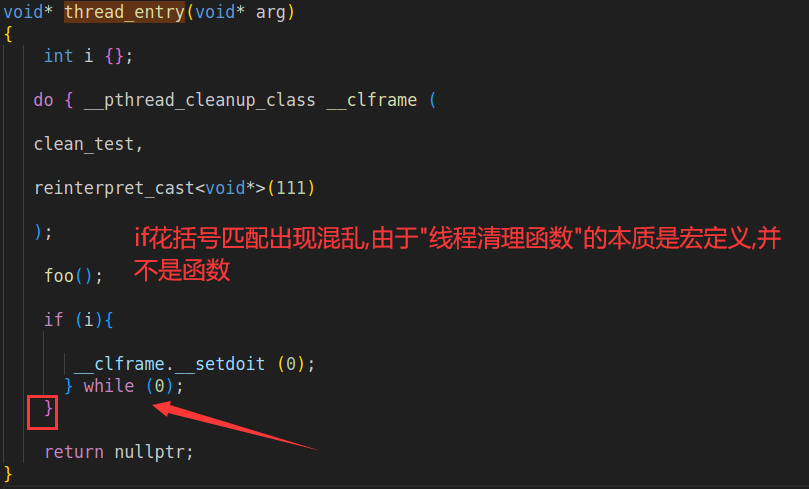 void* thread_entry(void* arg)
{
int i {};
do { __pthread_cleanup_class __clframe (
clean_test,
reinterpret_cast<void*>(111)
);
if花括号匹配出现混乱,由于"线程清理函数"的本质是宏定义,并
不是函数
foo();
if (i){
__clframe.__setdoit (0);
} while (0);
}
return nullptr;
}